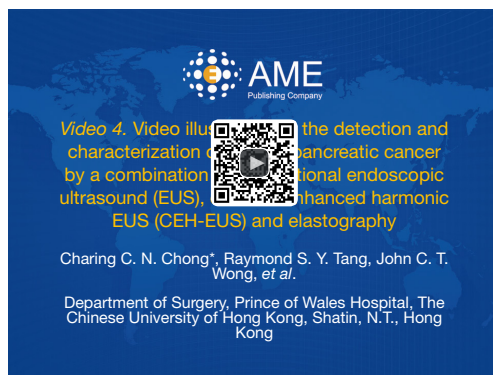 AME
Publishing Company
Video 4. Video illus the detection and
characterization pancreatic cancer
by a combination tional endoscopic
ultrasound (EUS), nhanced harmonic
EUS (CEH-EUS) and elastography
Charing C. N. Chong*, Raymond S. Y. Tang, John C. T.
Wong, et al.
Department of Surgery, Prince of Wales Hospital, The
Chinese University of Hong Kong, Shatin, N.T., Hong
Kong